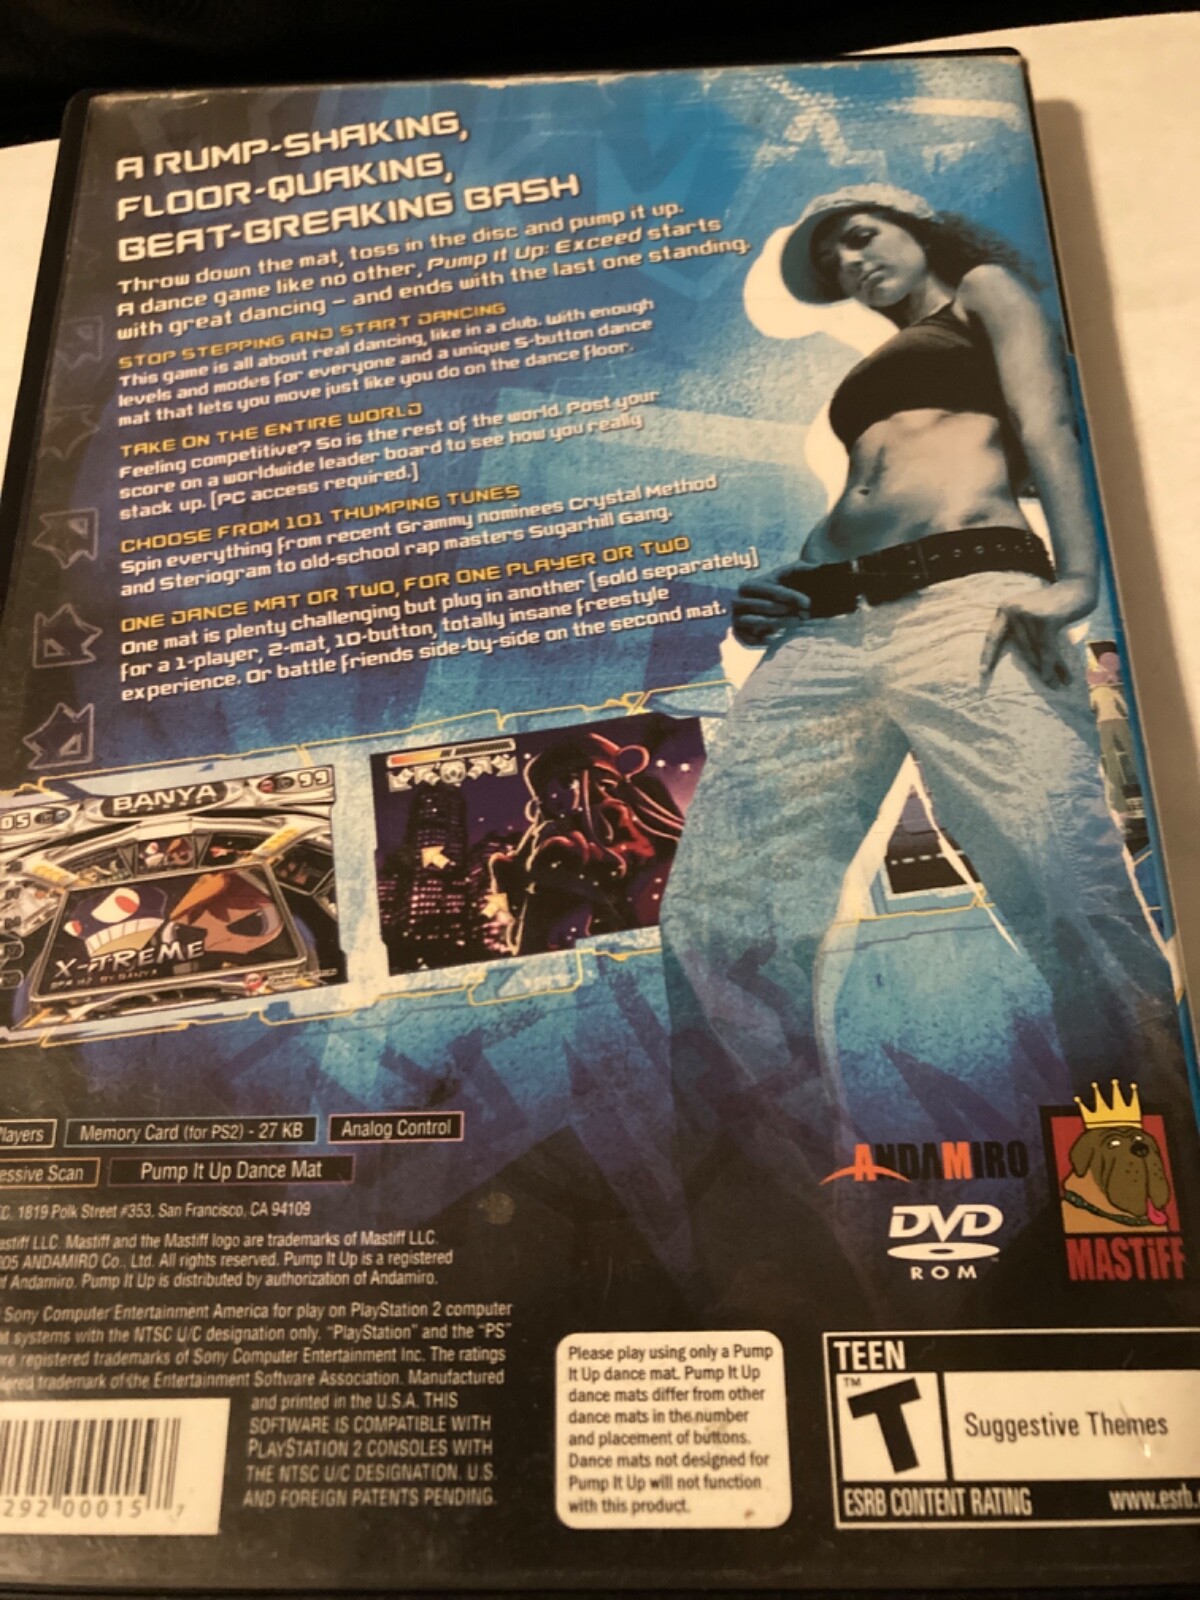 A RUMP-SHAKING,
FLOOR-QUAKING,
BEAT-BREAKING BASH
Throw down the mat, toss in the disc and pump it up.
A dance game like no other, Pump It Up: Exceed starts
with great dancing – and ends with the last one standing.
STOP STEPPING AND START DANCING
This game is all about real dancing, like in a club. With enough
levels and modes for everyone and a unique 5-button dance
mat that lets you move just like you do on the dance floor.
TAKE ON THE ENTIRE WORLD
Feeling competitive? So is the rest of the world. Post your
score on a worldwide leader board to see how you really
stack up. [PC access required.]
CHOOSE FROM 101 THUMPING TUNES
Spin everything from recent Grammy nominees Crystal Method
and Steriogram to old-school rap masters Sugarhill Gang.
ONE DANCE MAT OR TWO, FOR ONE PLAYER OR TWO
One mat is plenty challenging but plug in another [sold separately]
for a 1-player, 2-mat, 10-button, totally insane freestyle
experience. Or battle friends side-by-side on the second mat.
BANYA
99
05
X-TREME
layers
Memory Card (for PS2) - 27 KB
Analog Control
essive Scan
Pump It Up Dance Mat
C. 1819 Polk Street #353, San Francisco, CA 94109
astiff LLC. Mastiff and the Mastiff logo are trademarks of Mastiff LLC.
05 ANDAMIRO Co., Ltd. All rights reserved. Pump It Up is a registered
f Andamiro. Pump It Up is distributed by authorization of Andamiro.
Sony Computer Entertainment America for play on PlayStation 2 computer
systems with the NTSC U/C designation only. "PlayStation" and the "PS"
re registered trademarks of Sony Computer Entertainment Inc. The ratings
ered trademark of the Entertainment Software Association. Manufactured
and printed in the U.S.A. THIS
SOFTWARE IS COMPATIBLE WITH
PLAYSTATION 2 CONSOLES WITH
THE NTSC U/C DESIGNATION. U.S.
AND FOREIGN PATENTS PENDING.
292 00015 7
ANDAMIRO
DVD
ROM
MASTIFF
Please play using only a Pump
It Up dance mat. Pump It Up
dance mats differ from other
dance mats in the number
and placement of buttons.
Dance mats not designed for
Pump It Up will not function
with this product.
TEEN
T
TM
Suggestive Themes
ESRB CONTENT RATING
www.esrb.